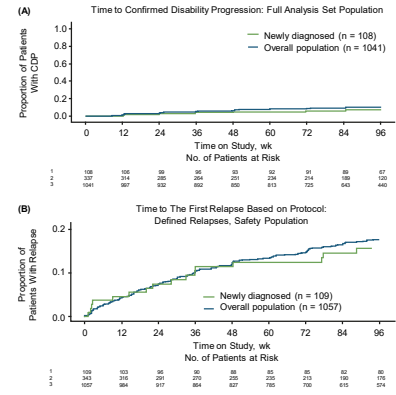 (A)
Time to Confirmed Disability Progression: Full Analysis Set Population
Proportion of Patients
With CDP
1.0
0.8
0.6
0.4
0.2
0.0
Newly diagnosed (n = 108)
Overall population (n = 1041)
0 12 24 36 48 60 72 84 96
Time on Study, wk
No. of Patients at Risk
1 108 106 99 96 93 92 91 89 67
2 337 314 285 264 251 234 214 189 120
3 1041 997 932 892 850 813 725 643 440
(B)
Time to The First Relapse Based on Protocol:
Defined Relapses, Safety Population
Proportion of
Patients With Relapse
0.2
0.1
0.0
Newly diagnosed (n = 109)
Overall population (n = 1057)
0 12 24 36 48 60 72 84 96
Time on Study, wk
No. of Patients at Risk
1 109 103 98 90 88 85 85 82 80
2 343 316 291 270 255 235 213 190 176
3 1057 984 917 864 827 785 700 615 574